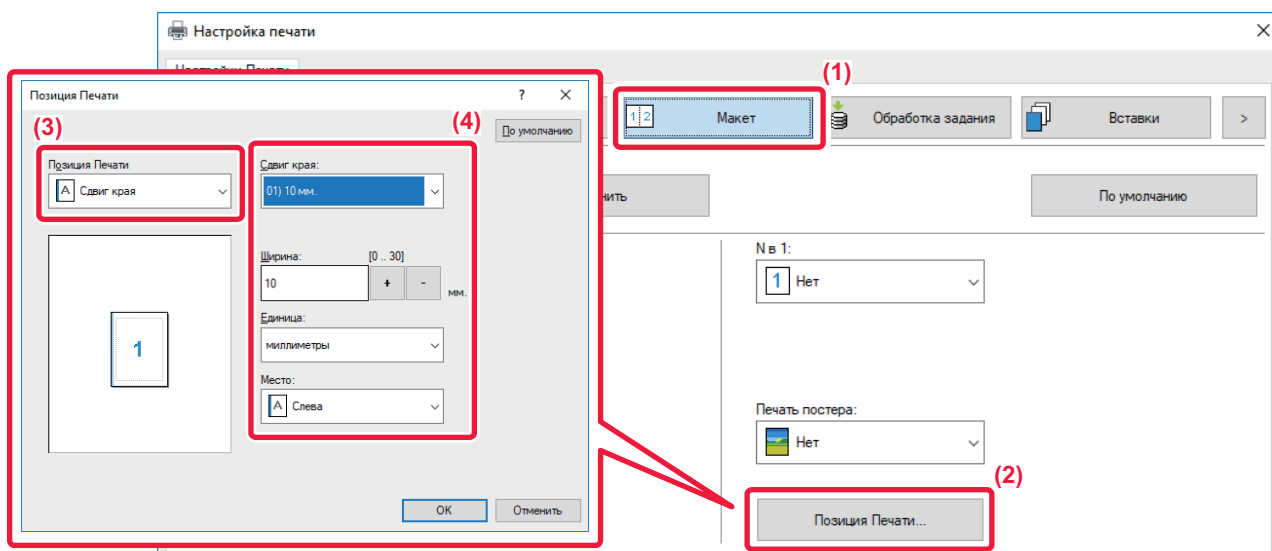 Настройка печати
Настройки Печати
(1)
1 2
Макет
Обработка задания
Вставки
>
По умолчанию
N в 1:
1 Нет
Печать постера:
Нет
(2)
Позиция Печати...
Позиция Печати
?
(3)
(4)
По умолчанию
Позиция Печати
A Сдвиг края
1
Сдвиг края:
01) 10 мм.
Ширина:
[0 .. 30]
10
+
-
мм.
Единица:
миллиметры
Место:
A Слева
OK
Отменить